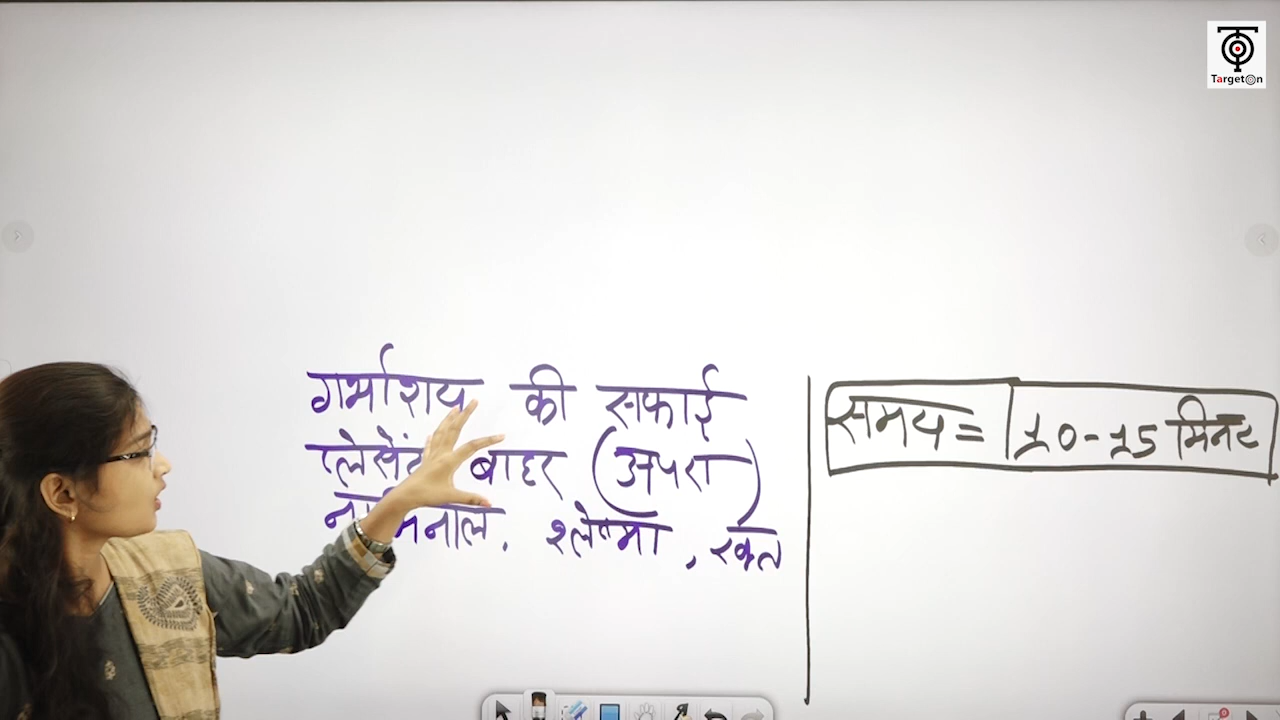 TargetOn
गर्भाशय की सफाई
बाहर (अपरा)
श्लेष्मा, रक्त
समय = 10-15 मिनट